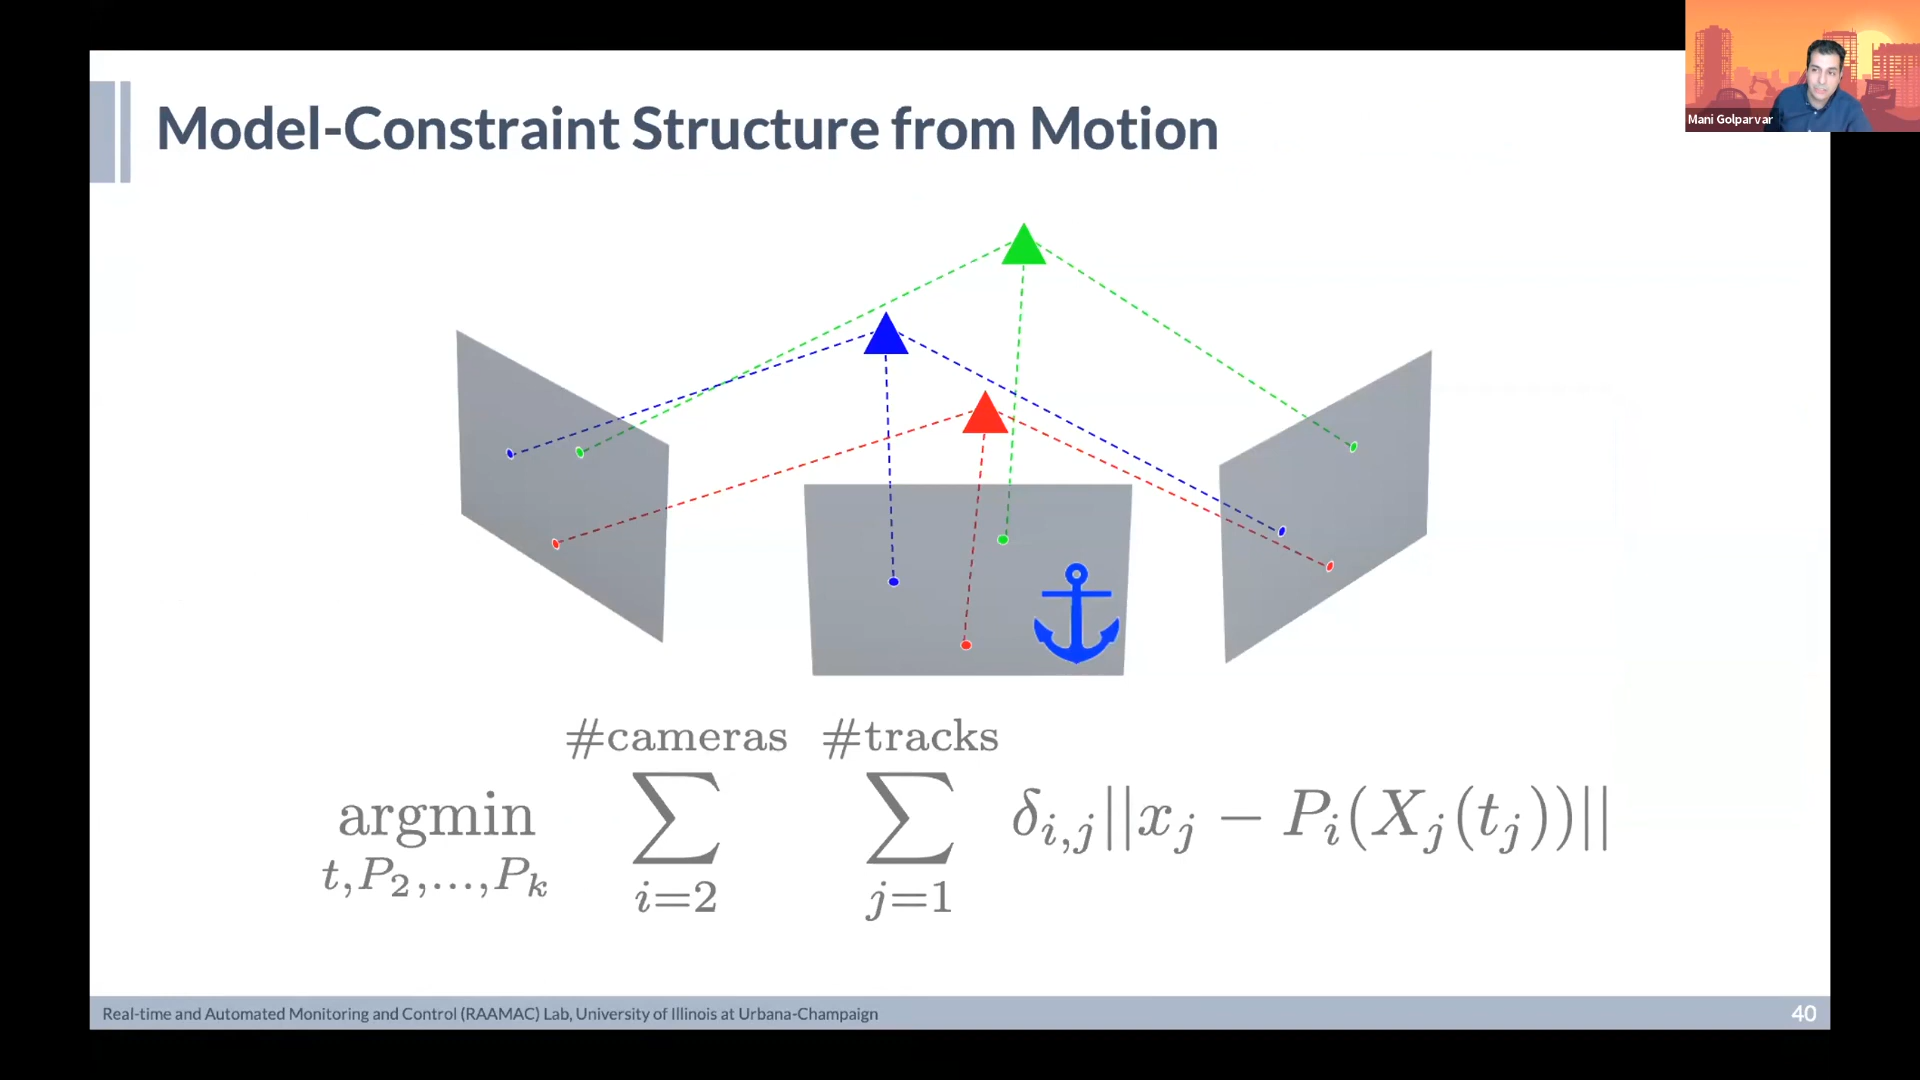 Mani Golparvar
Model-Constraint Structure from Motion
#cameras #tracks
argmin ∑ ∑ δ_{i,j}||x_j − P_i(X_j(t_j))||
t,P_2,...,P_k
i=2 j=1
Real-time and Automated Monitoring and Control (RAAMAC) Lab, University of Illinois at Urbana-Champaign 40